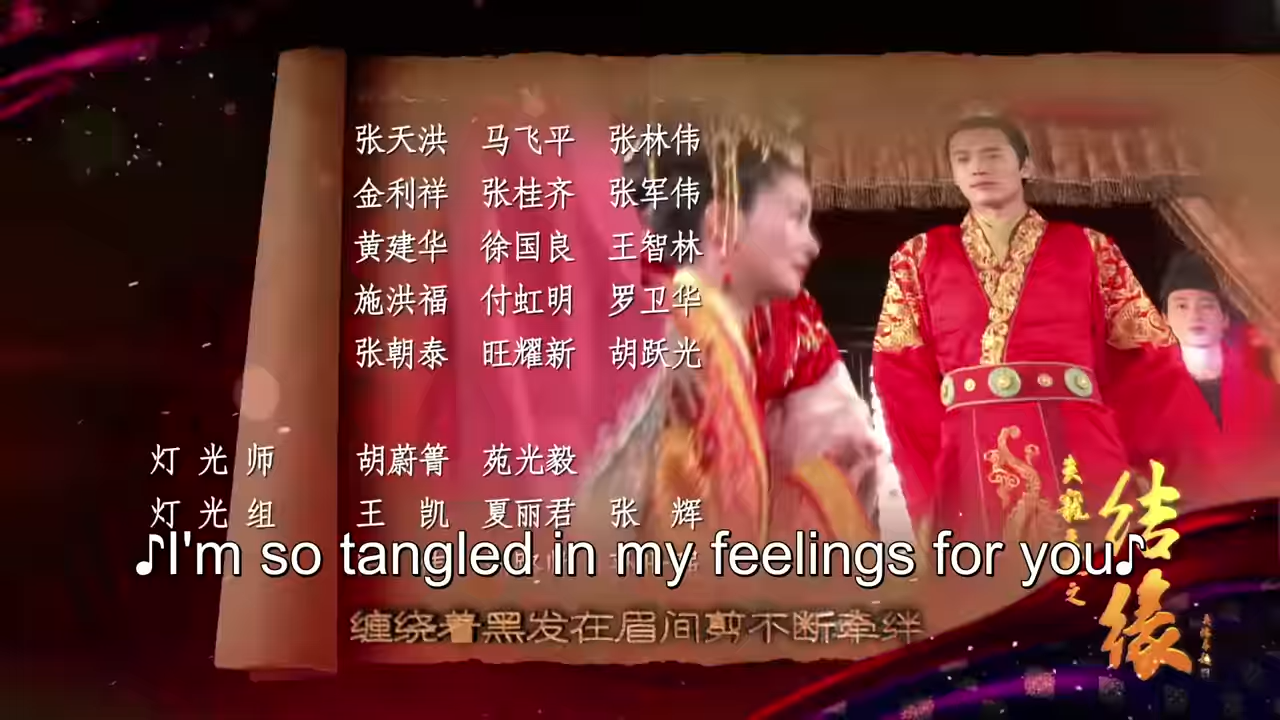 张天洪 马飞平 张林伟
金利祥 张桂齐 张军伟
黄建华 徐国良 王智林
施洪福 付虹明 罗卫华
张朝泰 旺耀新 胡跃光
灯光师 胡蔚箐 苑光毅
灯光组 王凯 夏丽君 张辉
♪I'm so tangled in my feelings for you♪
缠绕着黑发在眉间剪不断牵绊
之
结缘